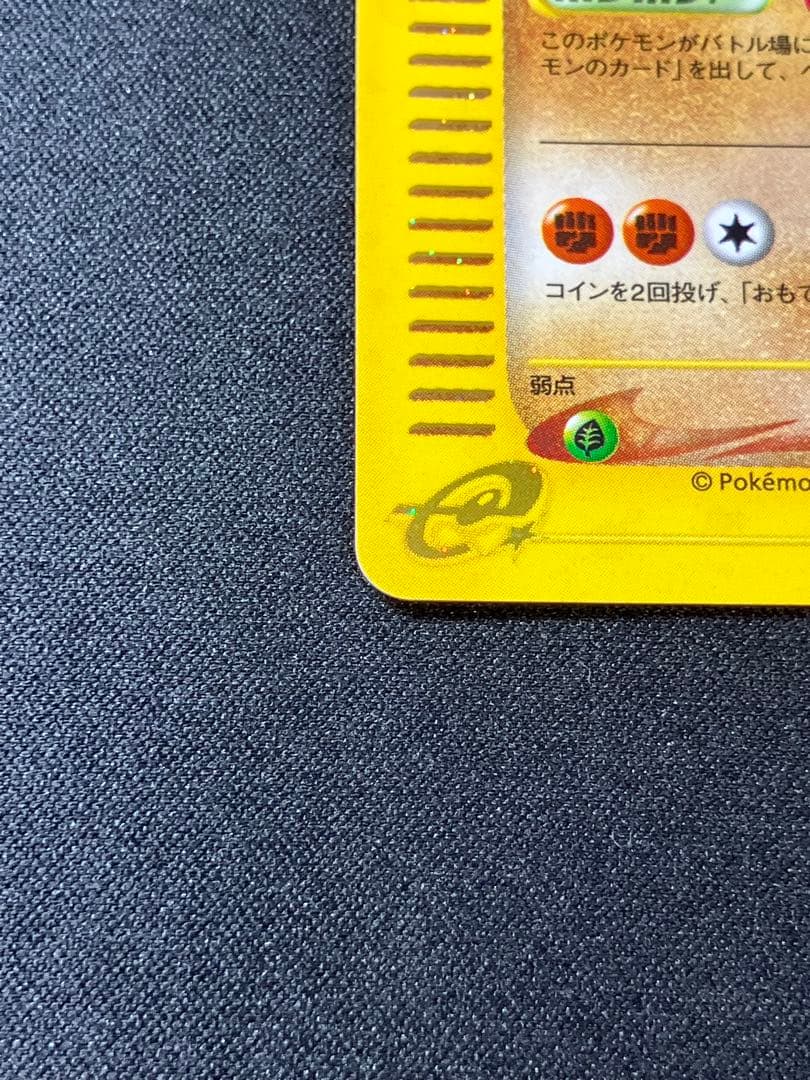 このポケモンがバトル場に
モンのカード」を出して、
コインを2回投げ、「おもて
弱点
© Pokémo
e